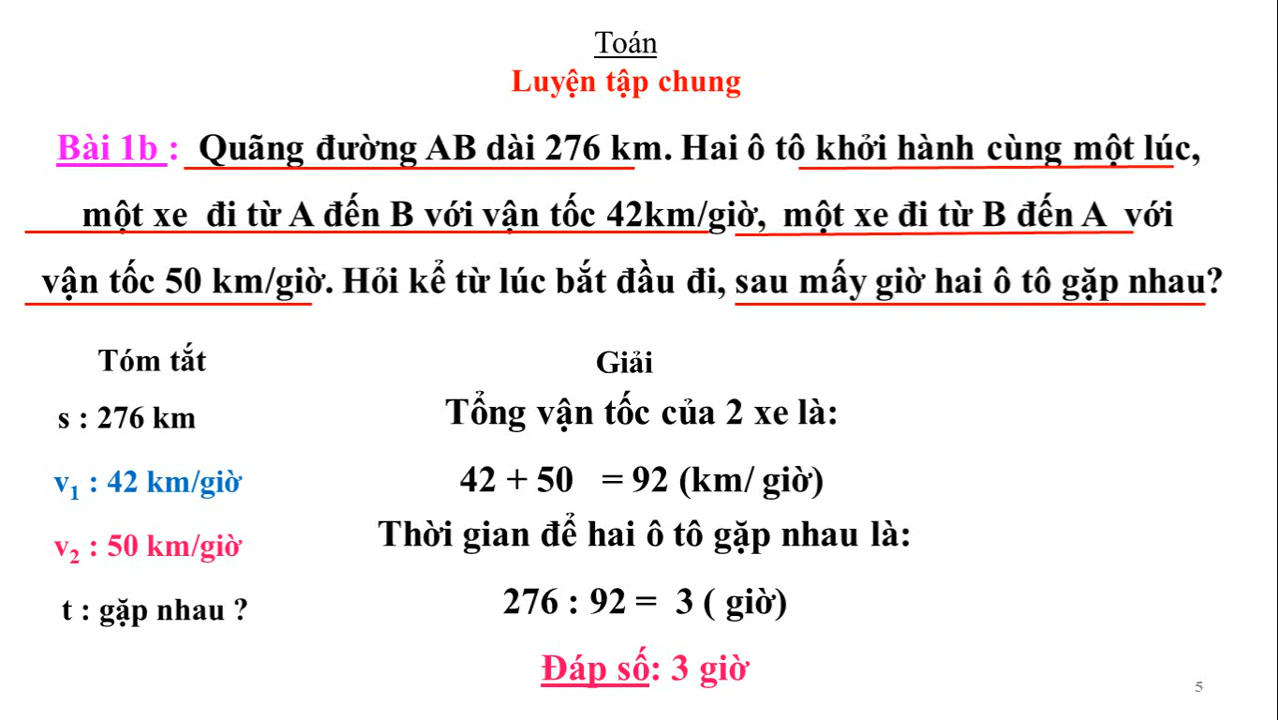 Toán
Luyện tập chung
Bài 1b : Quãng đường AB dài 276 km. Hai ô tô khởi hành cùng một lúc,
một xe đi từ A đến B với vận tốc 42km/giờ, một xe đi từ B đến A với
vận tốc 50 km/giờ. Hỏi kể từ lúc bắt đầu đi, sau mấy giờ hai ô tô gặp nhau?
Tóm tắt
s : 276 km
v₁ : 42 km/giờ
v₂ : 50 km/giờ
t : gặp nhau ?
Giải
Tổng vận tốc của 2 xe là:
42 + 50 = 92 (km/ giờ)
Thời gian để hai ô tô gặp nhau là:
276 : 92 = 3 ( giờ)
Đáp số: 3 giờ
5